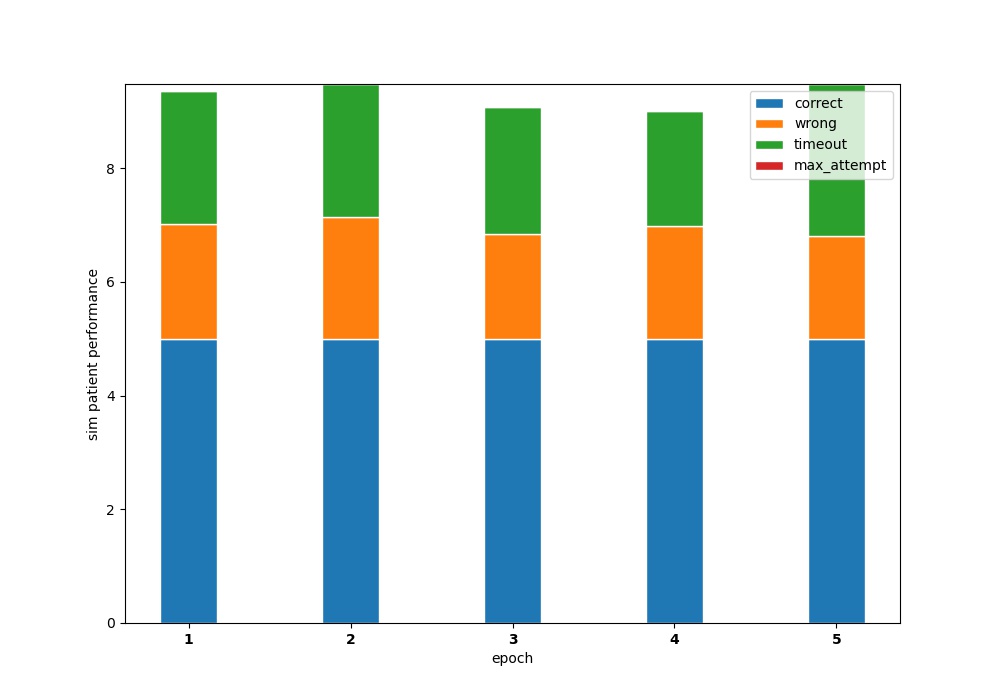 correct
wrong
timeout
max_attempt
8
6
4
2
0
sim patient performance
1 2 3 4 5
epoch